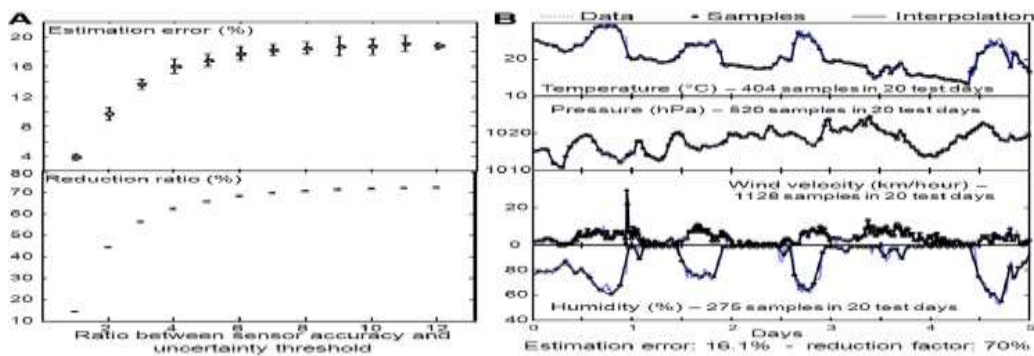 A
Estimation error (%)
20
16
12
8
4
80
Reduction ratio (%)
70
60
50
40
30
20
10
0 2 4 6 8 10 12
Ratio between sensor accuracy and
uncertainty threshold
B
Data Samples Interpolation
20
10
Temperature (°C) – 404 samples in 20 test days
Pressure (hPa) – 520 samples in 20 test days
1020
1010
Wind velocity (km/hour) –
1128 samples in 20 test days
20
0
80
60
40
Humidity (%) – 275 samples in 20 test days
0 1 2 3 4 5
Days
Estimation error: 16.1% - reduction factor: 70%